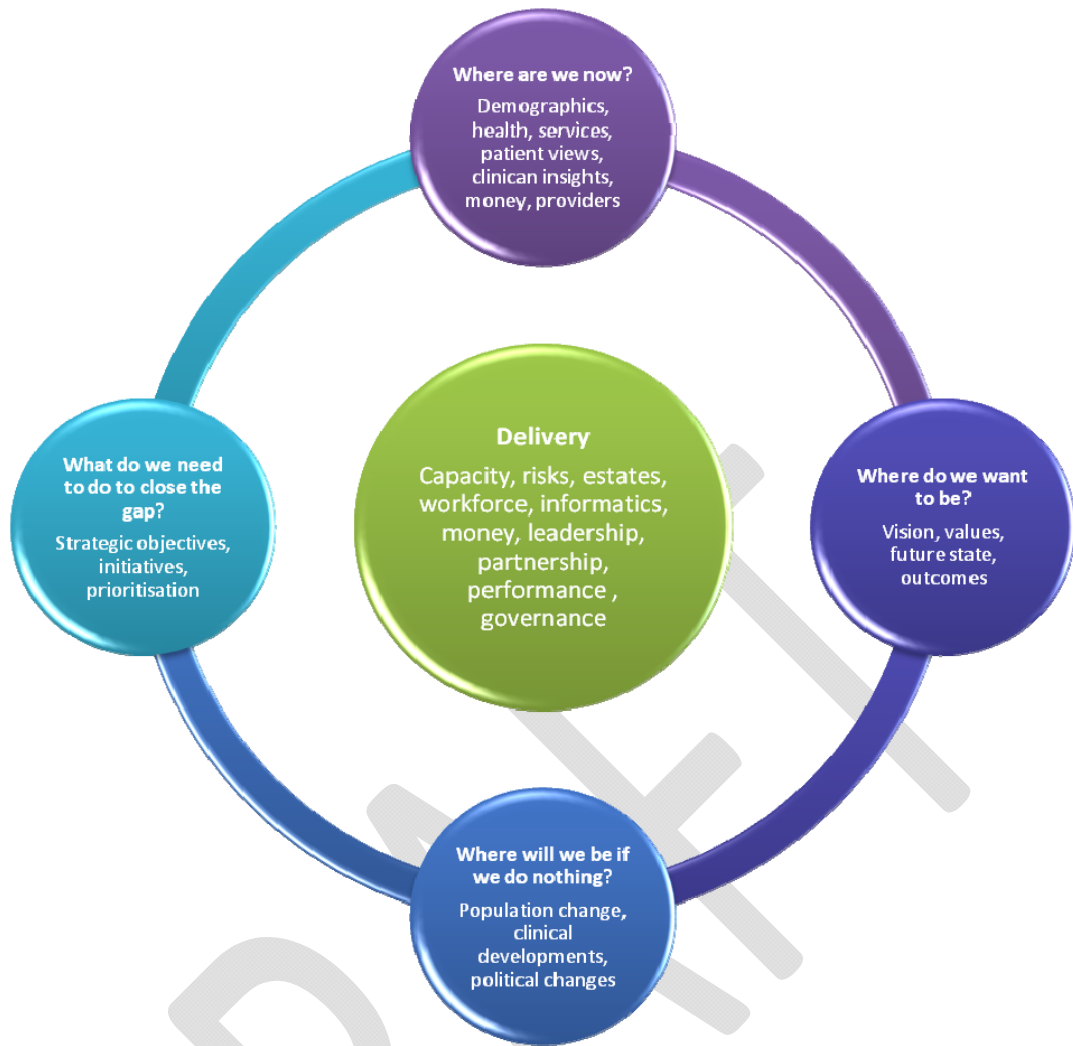 Where are we now?
Demographics,
health, services,
patient views,
clinican insights,
money, providers
What do we need
to do to close the
gap?
Strategic objectives,
initiatives,
prioritisation
Delivery
Capacity, risks, estates,
workforce, informatics,
money, leadership,
partnership,
performance ,
governance
Where do we want
to be?
Vision, values,
future state,
outcomes
Where will we be if
we do nothing?
Population change,
clinical
developments,
political changes